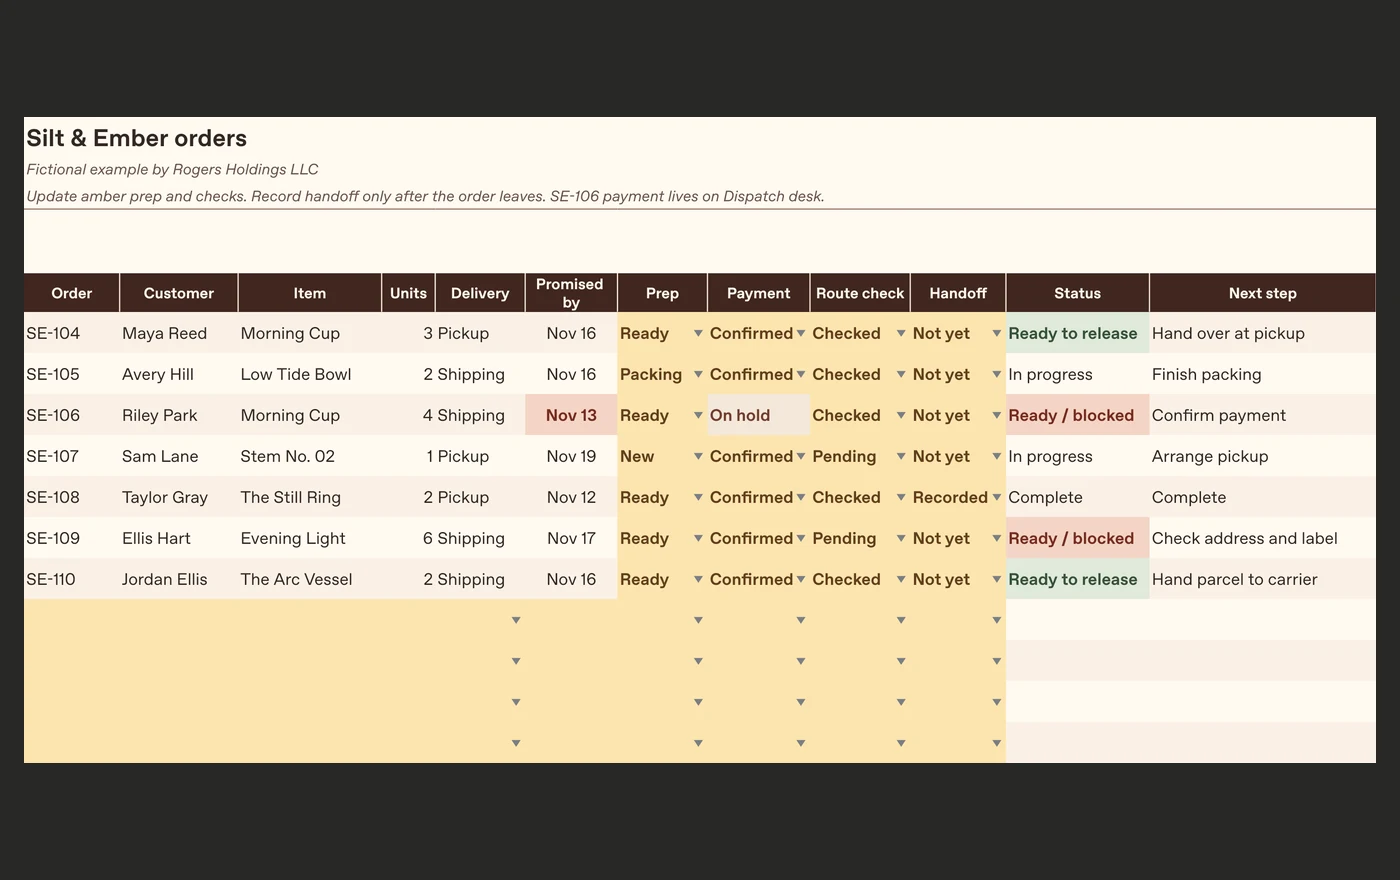 Silt & Ember orders
Fictional example by Rogers Holdings LLC
Update amber prep and checks. Record handoff only after the order leaves. SE-106 payment lives on Dispatch desk.
Order Customer Item Units Delivery Promised by Prep Payment Route check Handoff Status Next step
SE-104 Maya Reed Morning Cup 3 Pickup Nov 16 Ready Confirmed Checked Not yet Ready to release Hand over at pickup
SE-105 Avery Hill Low Tide Bowl 2 Shipping Nov 16 Packing Confirmed Checked Not yet In progress Finish packing
SE-106 Riley Park Morning Cup 4 Shipping Nov 13 Ready On hold Checked Not yet Ready / blocked Confirm payment
SE-107 Sam Lane Stem No. 02 1 Pickup Nov 19 New Confirmed Pending Not yet In progress Arrange pickup
SE-108 Taylor Gray The Still Ring 2 Pickup Nov 12 Ready Confirmed Checked Recorded Complete Complete
SE-109 Ellis Hart Evening Light 6 Shipping Nov 17 Ready Confirmed Pending Not yet Ready / blocked Check address and label
SE-110 Jordan Ellis The Arc Vessel 2 Shipping Nov 16 Ready Confirmed Checked Not yet Ready to release Hand parcel to carrier